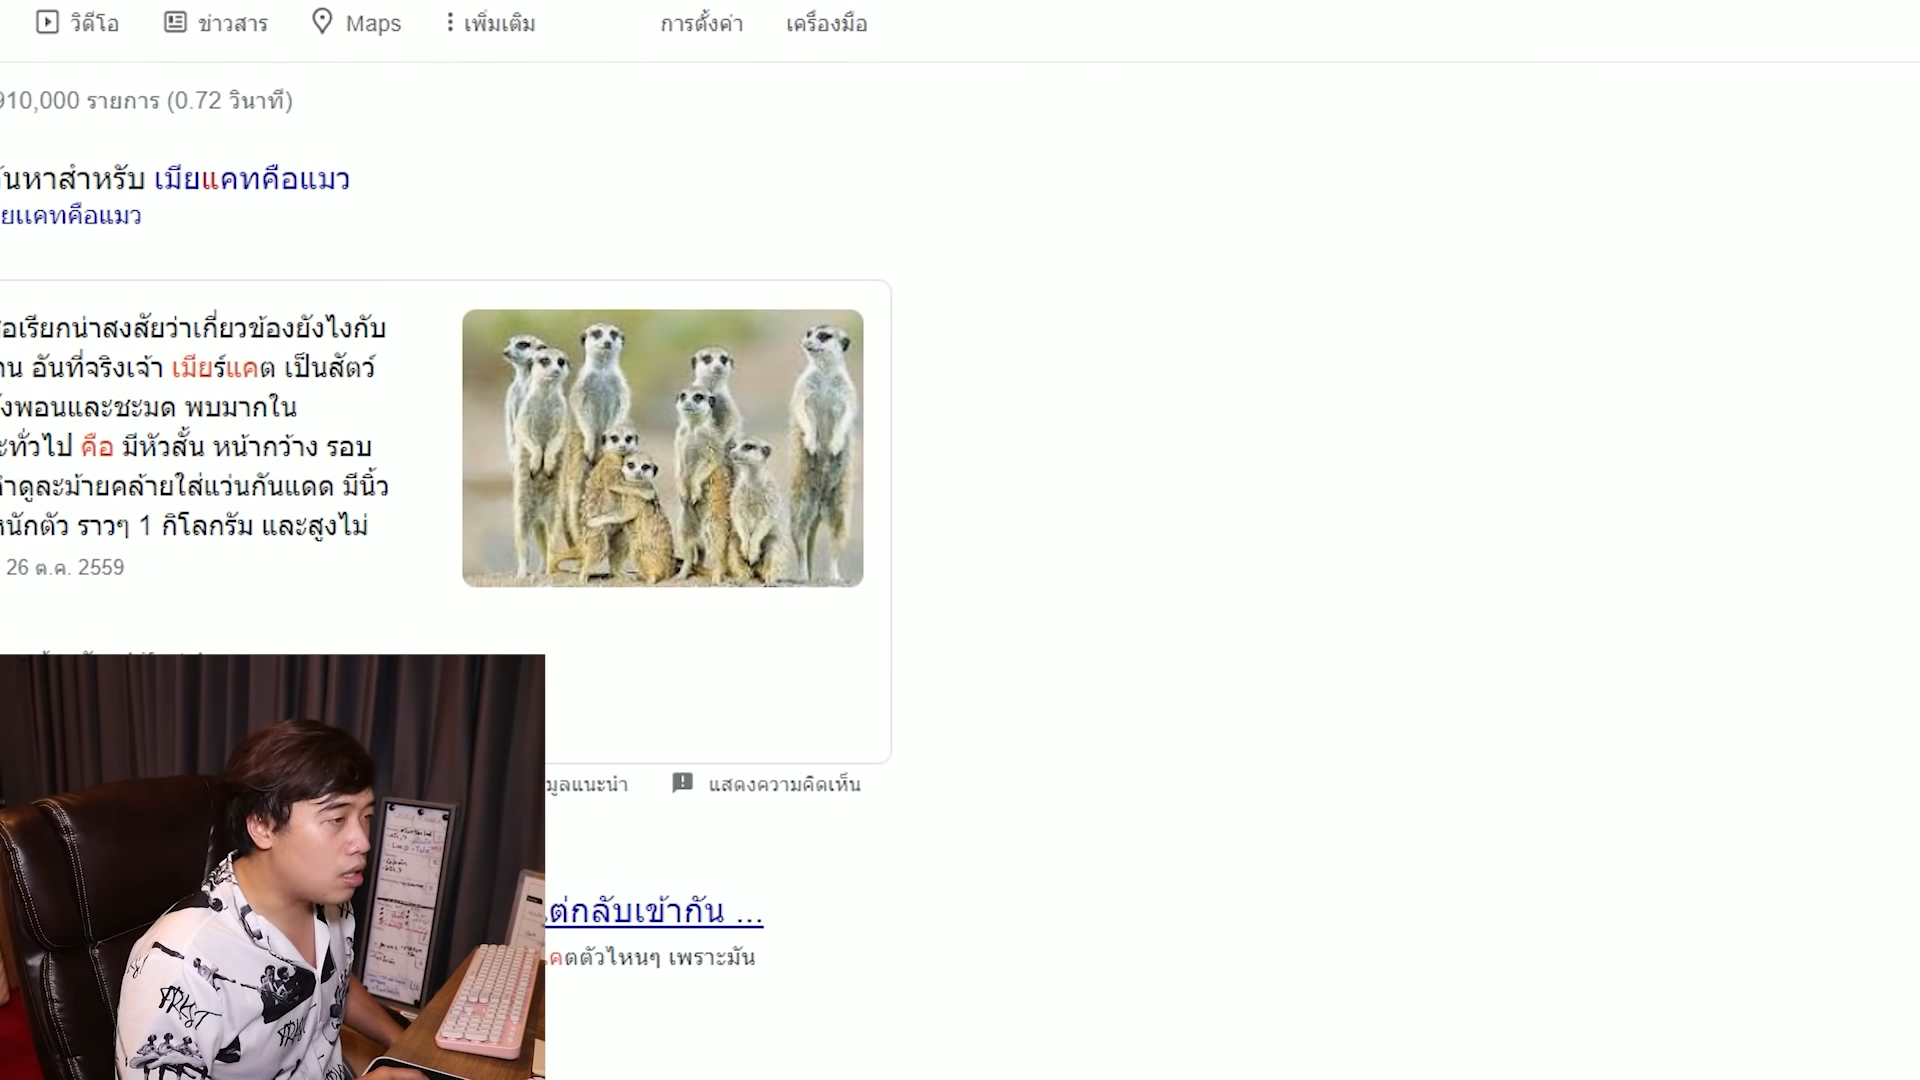 วิดีโอ ข่าวสาร Maps เพิ่มเติม การตั้งค่า เครื่องมือ
910,000 รายการ (0.72 วินาที)
้นหาสำหรับ เมียแคทคือแมว
ยแคทคือแมว
อเรียกน่าสงสัยว่าเกี่ยวข้องยังไงกับ
าน อันที่จริงเจ้า เมียร์แคต เป็นสัตว์
ังพอนและชะมด พบมากใน
ะทั่วไป คือ มีหัวสั้น หน้ากว้าง รอบ
ำดูละม้ายคล้ายใส่แว่นกันแดด มีนิ้ว
หนักตัว ราวๆ 1 กิโลกรัม และสูงไม่
26 ต.ค. 2559
มูลแนะนำ แสดงความคิดเห็น
แต่กลับเข้ากัน ...
คตตัวไหนๆ เพราะมัน